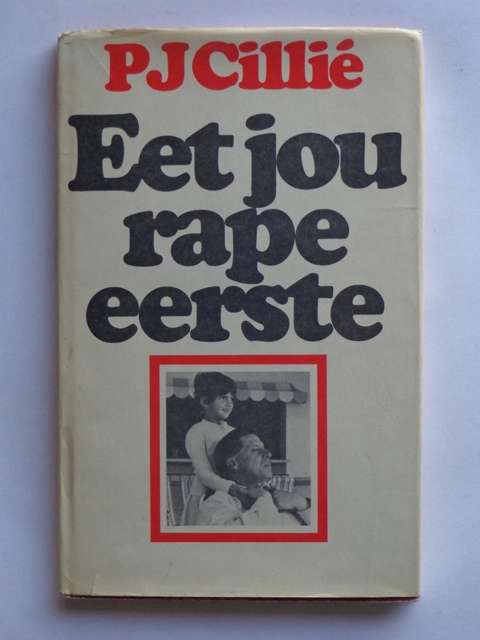 PJ Cillié
Eet jou
rape
eerste